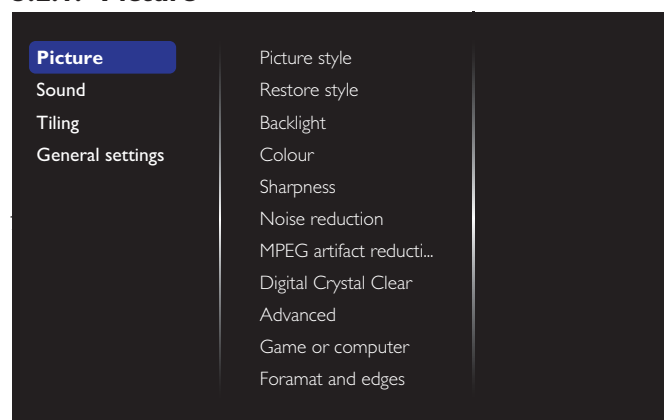 Picture
Sound
Tiling
General settings
Picture style
Restore style
Backlight
Colour
Sharpness
Noise reduction
MPEG artifact reducti...
Digital Crystal Clear
Advanced
Game or computer
Foramat and edges